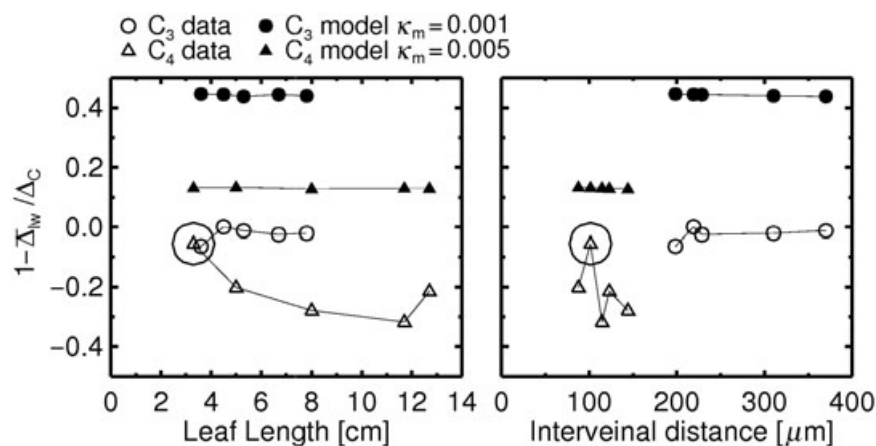 C₃ data C₃ model κₘ=0.001
C₄ data C₄ model κₘ=0.005
1−Δ̅lw/ΔC
0.4
0.2
0.0
−0.2
−0.4
0 2 4 6 8 10 12 14
Leaf Length [cm]
0 100 200 300 400
Interveinal distance [μm]